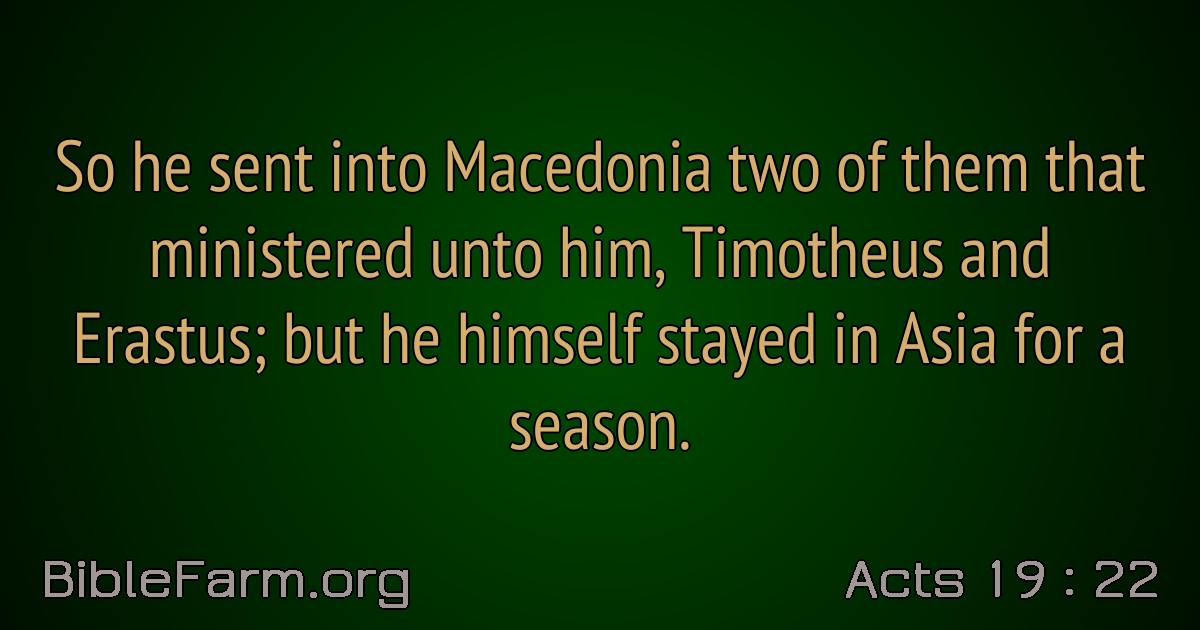 So he sent into Macedonia two of them that
ministered unto him, Timotheus and
Erastus; but he himself stayed in Asia for a
season.
BibleFarm.org
Acts 19 : 22